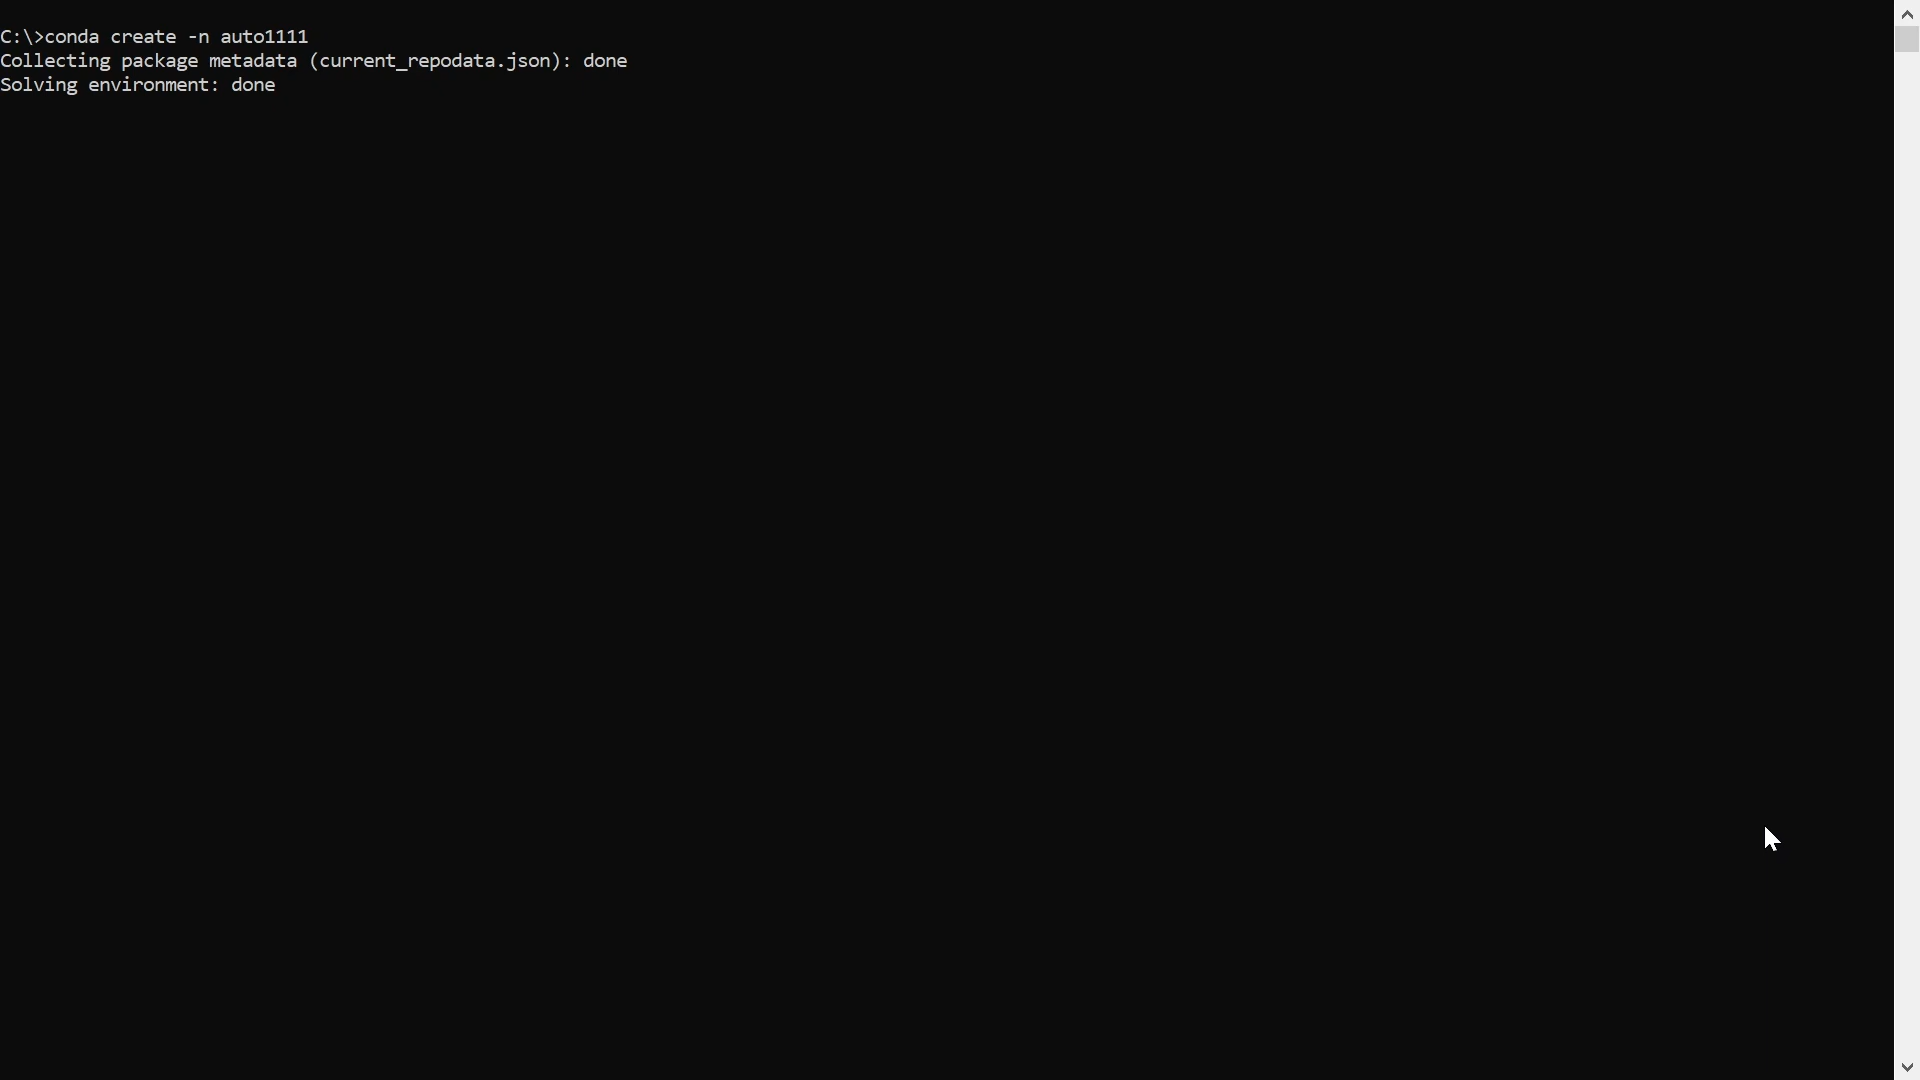 C:\>conda create -n auto1111
Collecting package metadata (current_repodata.json): done
Solving environment: done